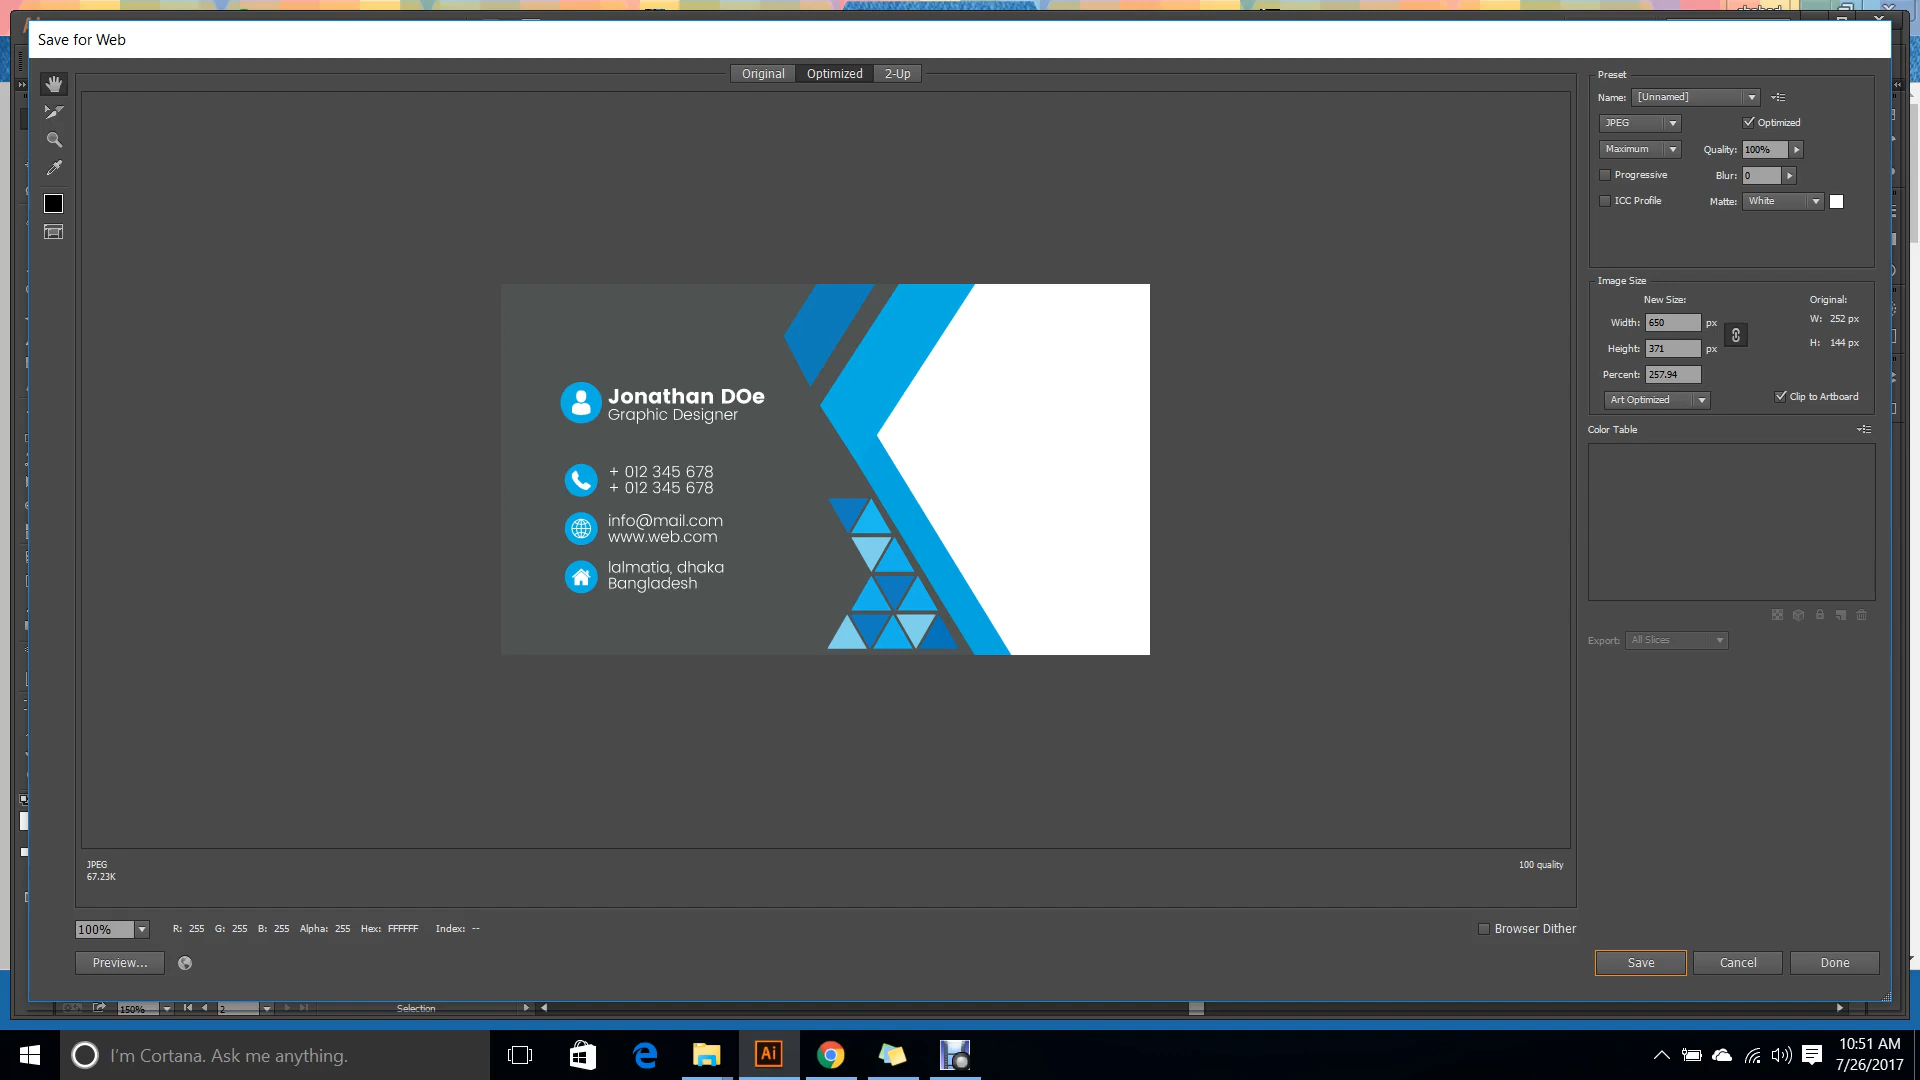 Save for Web
Original
Optimized
2-Up
Preset
Name: [Unnamed]
JPEG
Optimized
Maximum
Quality: 100%
Progressive
Blur: 0
ICC Profile
Matte: White
Image Size
New Size:
Original:
Width: 650 px
W: 252 px
Height: 371 px
H: 144 px
Percent: 257.94
Art Optimized
Clip to Artboard
Color Table
Export: All Slices
Jonathan DOe
Graphic Designer
+ 012 345 678
+ 012 345 678
info@mail.com
www.web.com
lalmatia, dhaka
Bangladesh
JPEG
67.23K
100 quality
100%
R: 255 G: 255 B: 255 Alpha: 255 Hex: FFFFFF Index: --
Browser Dither
Preview...
Save
Cancel
Done
150%
2
Selection
I'm Cortana. Ask me anything.
Ai
10:51 AM
7/26/2017